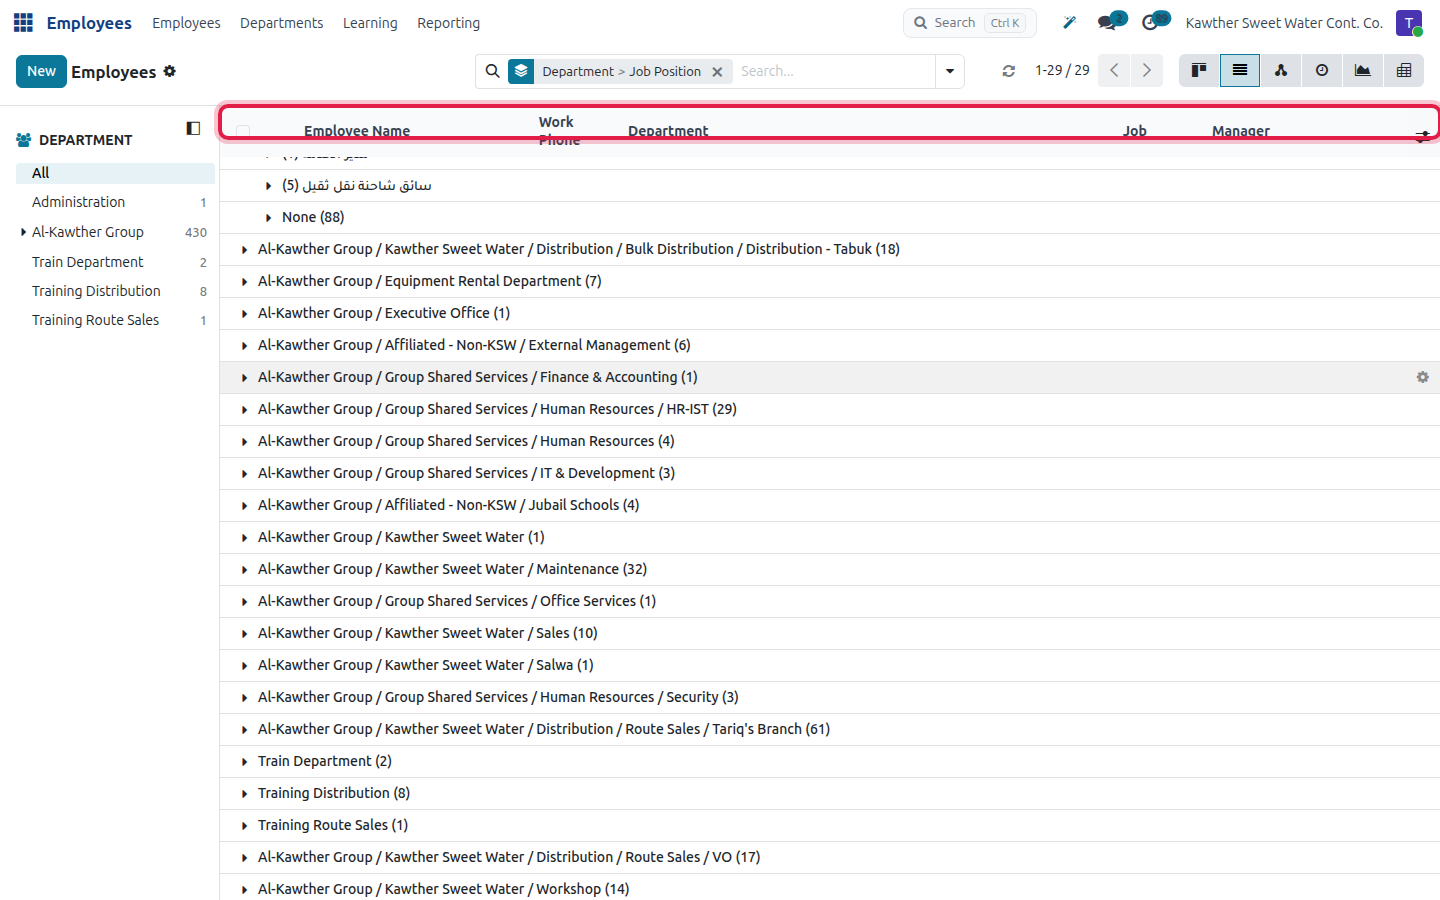 Employees Employees Departments Learning Reporting Search Ctrl K 2 Kawther Sweet Water Cont. Co. T
New Employees Department > Job Position Search... 1-29 / 29
DEPARTMENT
All
Administration 1
Al-Kawther Group 430
Train Department 2
Training Distribution 8
Training Route Sales 1
Employee Name Work Phone Department Job Manager
سائق شاحنة نقل ثقيل (5)
None (88)
Al-Kawther Group / Kawther Sweet Water / Distribution / Bulk Distribution / Distribution - Tabuk (18)
Al-Kawther Group / Equipment Rental Department (7)
Al-Kawther Group / Executive Office (1)
Al-Kawther Group / Affiliated - Non-KSW / External Management (6)
Al-Kawther Group / Group Shared Services / Finance & Accounting (1)
Al-Kawther Group / Group Shared Services / Human Resources / HR-IST (29)
Al-Kawther Group / Group Shared Services / Human Resources (4)
Al-Kawther Group / Group Shared Services / IT & Development (3)
Al-Kawther Group / Affiliated - Non-KSW / Jubail Schools (4)
Al-Kawther Group / Kawther Sweet Water (1)
Al-Kawther Group / Kawther Sweet Water / Maintenance (32)
Al-Kawther Group / Group Shared Services / Office Services (1)
Al-Kawther Group / Kawther Sweet Water / Sales (10)
Al-Kawther Group / Kawther Sweet Water / Salwa (1)
Al-Kawther Group / Group Shared Services / Human Resources / Security (3)
Al-Kawther Group / Kawther Sweet Water / Distribution / Route Sales / Tariq's Branch (61)
Train Department (2)
Training Distribution (8)
Training Route Sales (1)
Al-Kawther Group / Kawther Sweet Water / Distribution / Route Sales / VO (17)
Al-Kawther Group / Kawther Sweet Water / Workshop (14)